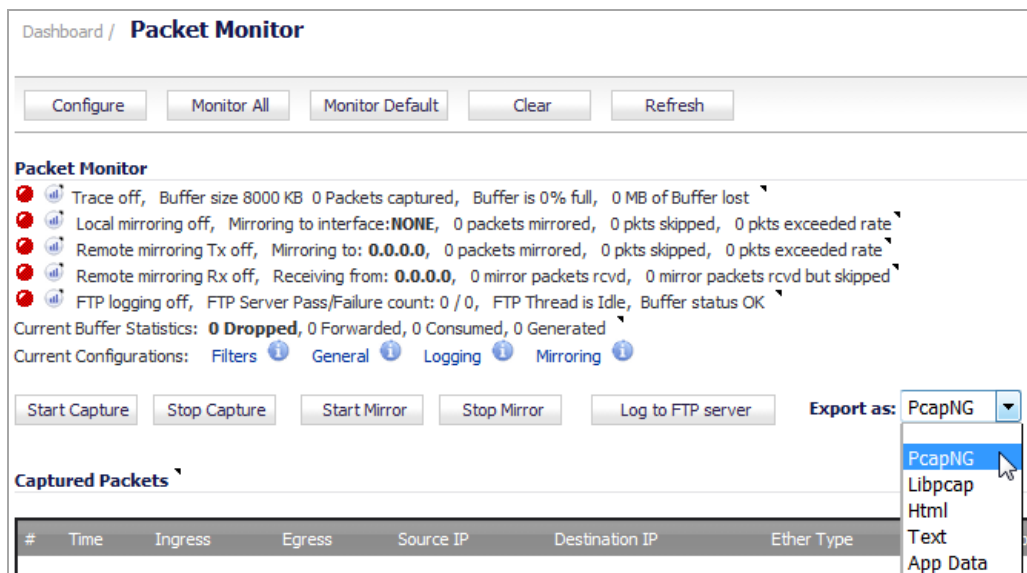 Dashboard / Packet Monitor
Configure Monitor All Monitor Default Clear Refresh
Packet Monitor
Trace off, Buffer size 8000 KB 0 Packets captured, Buffer is 0% full, 0 MB of Buffer lost
Local mirroring off, Mirroring to interface:NONE, 0 packets mirrored, 0 pkts skipped, 0 pkts exceeded rate
Remote mirroring Tx off, Mirroring to: 0.0.0.0, 0 packets mirrored, 0 pkts skipped, 0 pkts exceeded rate
Remote mirroring Rx off, Receiving from: 0.0.0.0, 0 mirror packets rcvd, 0 mirror packets rcvd but skipped
FTP logging off, FTP Server Pass/Failure count: 0 / 0, FTP Thread is Idle, Buffer status OK
Current Buffer Statistics: 0 Dropped, 0 Forwarded, 0 Consumed, 0 Generated
Current Configurations: Filters General Logging Mirroring
Start Capture Stop Capture Start Mirror Stop Mirror Log to FTP server Export as: PcapNG
PcapNG
Libpcap
Html
Text
App Data
Captured Packets
# Time Ingress Egress Source IP Destination IP Ether Type